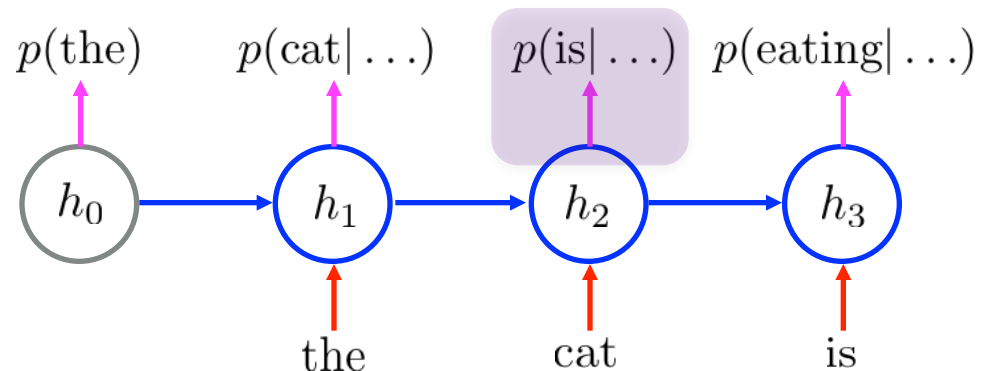 p(the) p(cat| …) p(is| …) p(eating| …)
h₀ h₁ h₂ h₃
the cat is